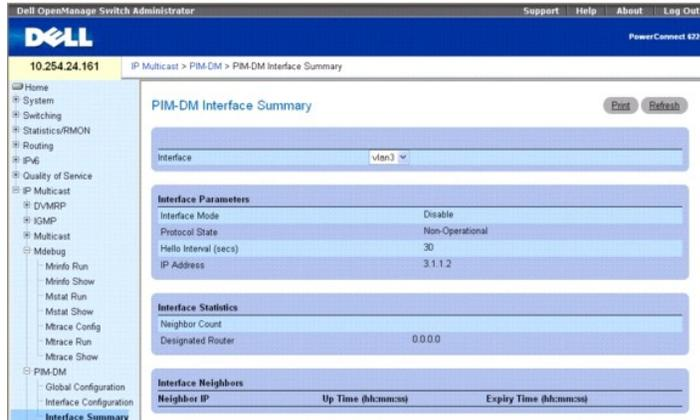 Dell OpenManage Switch Administrator
Support Help About Log Out
DELL
PowerConnect 622
10.254.24.161
IP Multicast > PIM-DM > PIM-DM Interface Summary
Home
System
Switching
Statistics/RMON
Routing
IPv6
Quality of Service
IP Multicast
DVMRP
IGMP
Multicast
Mdebug
Mrinfo Run
Mrinfo Show
Mstat Run
Mstat Show
Mtrace Config
Mtrace Run
Mtrace Show
PIM-DM
Global Configuration
Interface Configuration
Interface Summary
PIM-DM Interface Summary
Print Refresh
Interface vlan3
Interface Parameters
Interface Mode Disable
Protocol State Non-Operational
Hello Interval (secs) 30
IP Address 3.1.1.2
Interface Statistics
Neighbor Count
Designated Router 0.0.0.0
Interface Neighbors
Neighbor IP Up Time (hh:mm:ss) Expiry Time (hh:mm:ss)